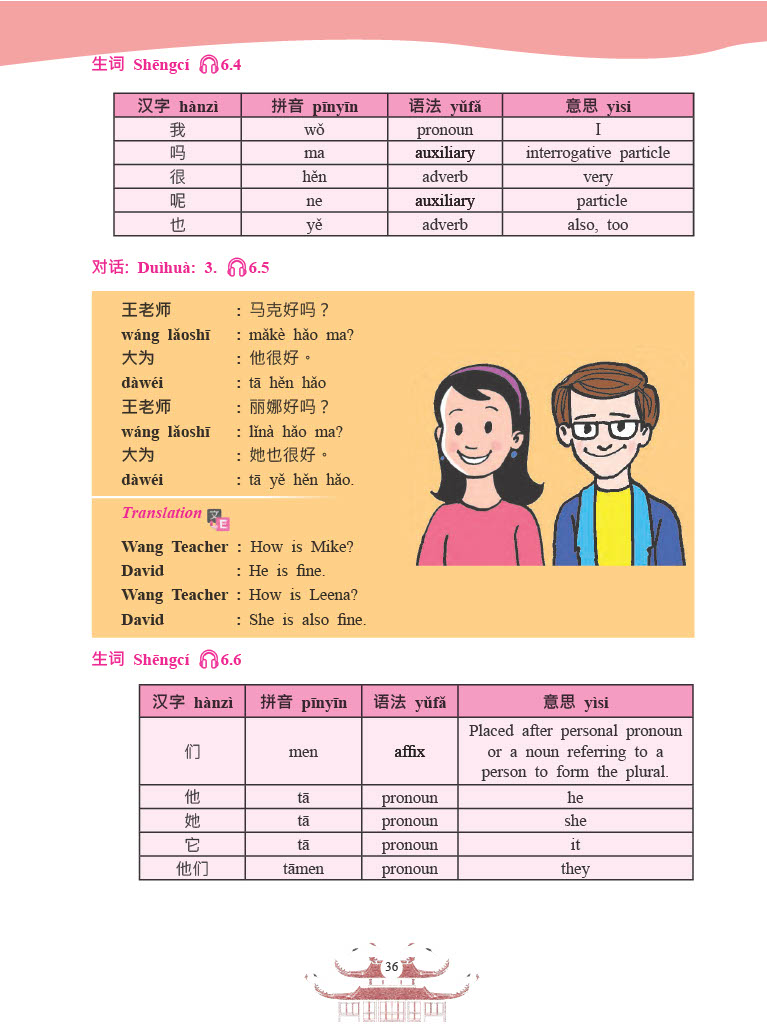 生词 Shēngcí 6.4
汉字 hànzì 拼音 pīnyīn 语法 yǔfǎ 意思 yìsi
我 wǒ pronoun I
吗 ma auxiliary interrogative particle
很 hěn adverb very
呢 ne auxiliary particle
也 yě adverb also, too
对话: Duìhuà: 3. 6.5
王老师 : 马克好吗？
wáng lǎoshī : mǎkè hǎo ma?
大为 : 他很好。
dàwéi : tā hěn hǎo
王老师 : 丽娜好吗？
wáng lǎoshī : lǐnà hǎo ma?
大为 : 她也很好。
dàwéi : tā yě hěn hǎo.
Translation 文 E
Wang Teacher : How is Mike?
David : He is fine.
Wang Teacher : How is Leena?
David : She is also fine.
生词 Shēngcí 6.6
汉字 hànzì 拼音 pīnyīn 语法 yǔfǎ 意思 yìsi
们 men affix Placed after personal pronoun
or a noun referring to a
person to form the plural.
他 tā pronoun he
她 tā pronoun she
它 tā pronoun it
他们 tāmen pronoun they
36